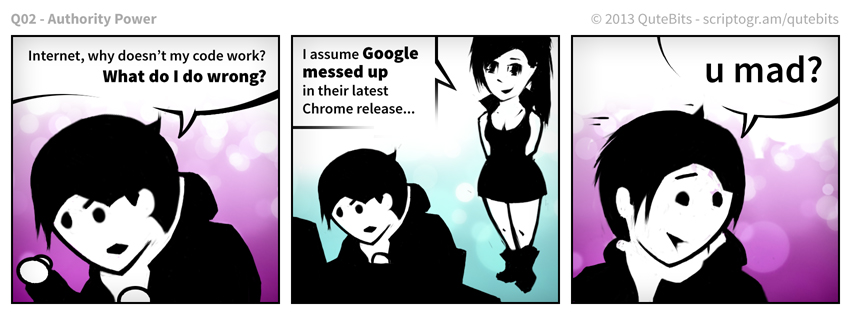 Q02 - Authority Power
© 2013 QuteBits - scriptogr.am/qutebits
Internet, why doesn't my code work?
What do I do wrong?
I assume Google
messed up
in their latest
Chrome release...
u mad?